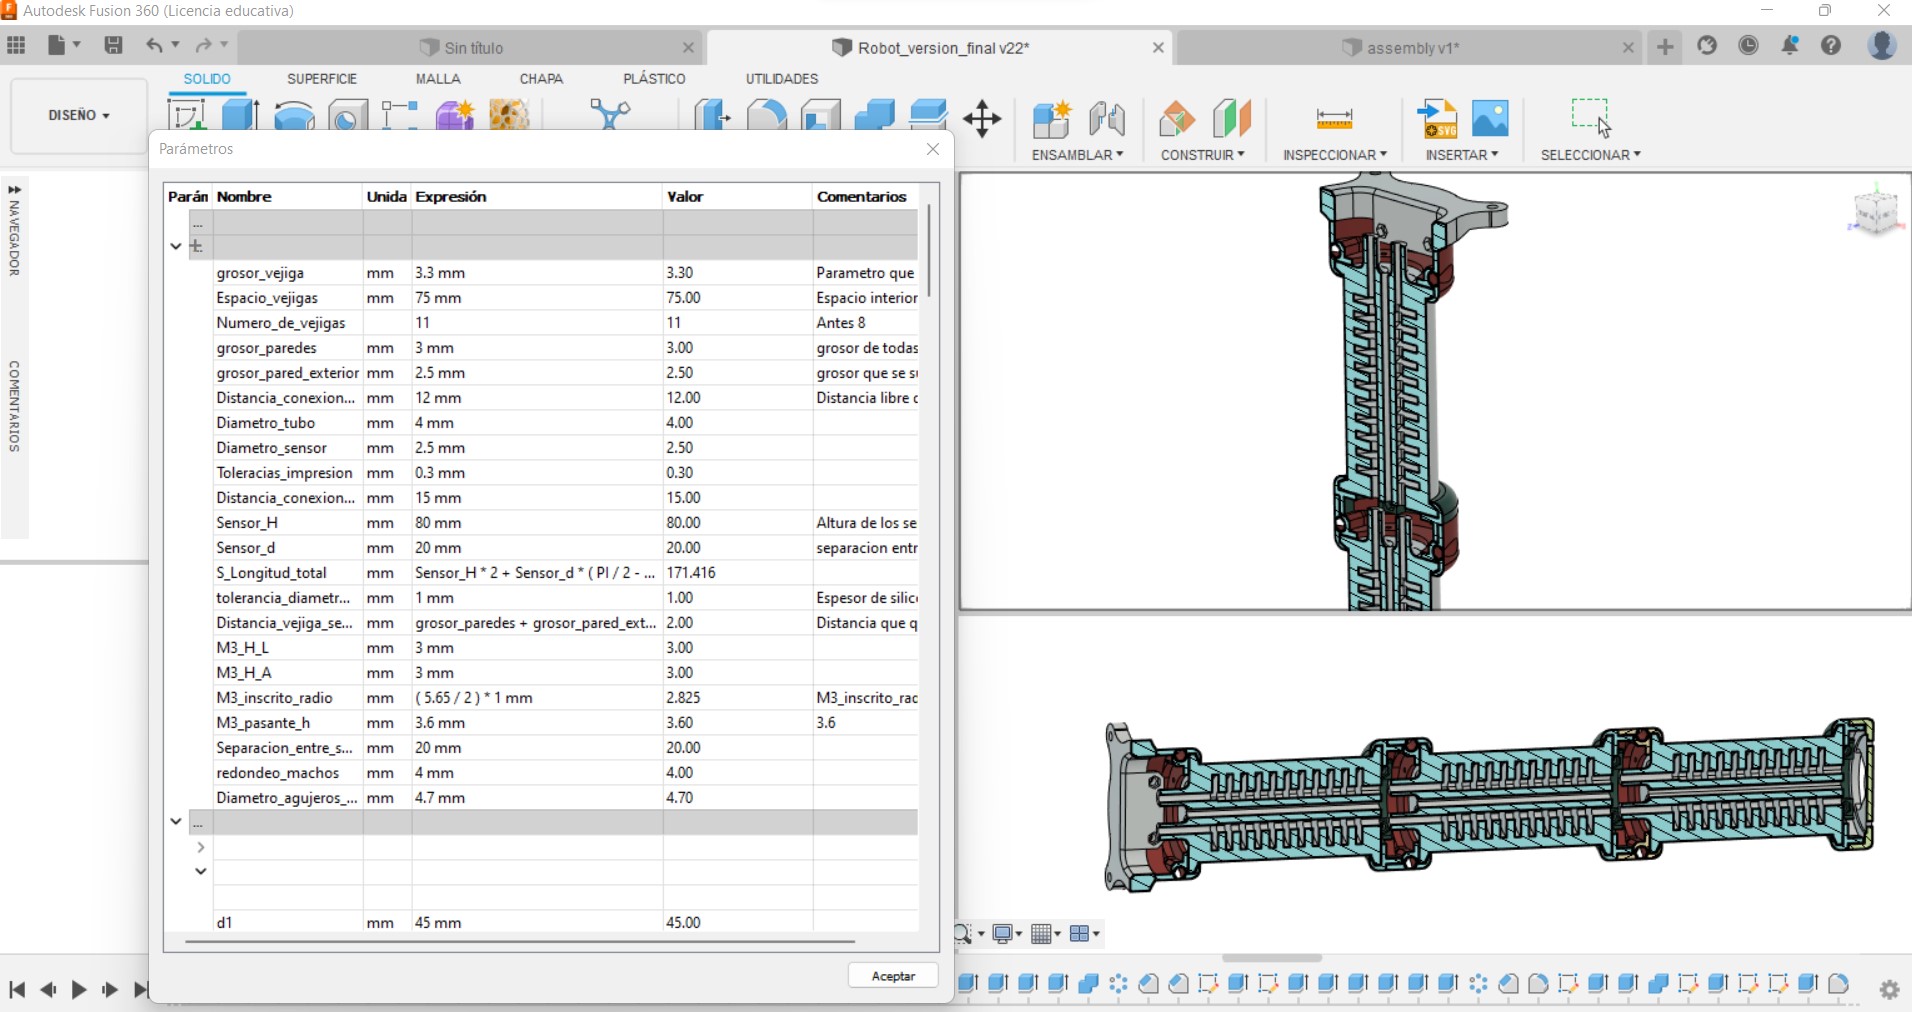 Autodesk Fusion 360 (Licencia educativa)
Sin título
Robot_version_final v22*
assembly v1*
DISEÑO
SOLIDO SUPERFICIE MALLA CHAPA PLÁSTICO UTILIDADES
ENSAMBLAR CONSTRUIR INSPECCIONAR INSERTAR SELECCIONAR
SVG
NAVEGADOR
COMENTARIOS
Parámetros
Parán Nombre Unida Expresión Valor Comentarios
...
grosor_vejiga mm 3.3 mm 3.30 Parametro que
Espacio_vejigas mm 75 mm 75.00 Espacio interior
Numero_de_vejigas 11 11 Antes 8
grosor_paredes mm 3 mm 3.00 grosor de todas
grosor_pared_exterior mm 2.5 mm 2.50 grosor que se su
Distancia_conexion... mm 12 mm 12.00 Distancia libre c
Diametro_tubo mm 4 mm 4.00
Diametro_sensor mm 2.5 mm 2.50
Toleracias_impresion mm 0.3 mm 0.30
Distancia_conexion... mm 15 mm 15.00
Sensor_H mm 80 mm 80.00 Altura de los se
Sensor_d mm 20 mm 20.00 separacion entr
S_Longitud_total mm Sensor_H * 2 + Sensor_d * ( PI / 2 - ... 171.416
tolerancia_diametr... mm 1 mm 1.00 Espesor de silic
Distancia_vejiga_se... mm grosor_paredes + grosor_pared_ext... 2.00 Distancia que q
M3_H_L mm 3 mm 3.00
M3_H_A mm 3 mm 3.00
M3_inscrito_radio mm ( 5.65 / 2 ) * 1 mm 2.825 M3_inscrito_rad
M3_pasante_h mm 3.6 mm 3.60 3.6
Separacion_entre_s... mm 20 mm 20.00
redondeo_machos mm 4 mm 4.00
Diametro_agujeros_... mm 4.7 mm 4.70
...
d1 mm 45 mm 45.00
Aceptar